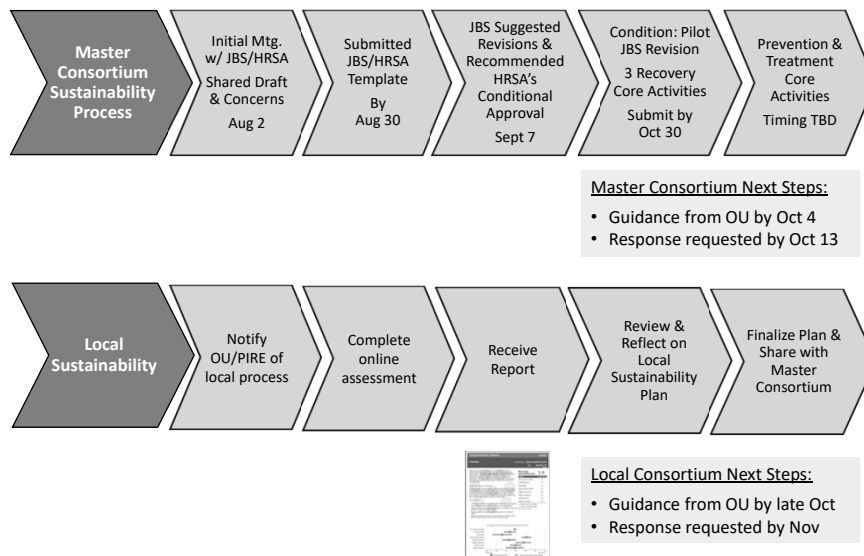 Master
Consortium
Sustainability
Process
Initial Mtg.
w/ JBS/HRSA
Shared Draft
& Concerns
Aug 2
Submitted
JBS/HRSA
Template
By
Aug 30
JBS Suggested
Revisions &
Recommended
HRSA's
Conditional
Approval
Sept 7
Condition: Pilot
JBS Revision
3 Recovery
Core Activities
Submit by
Oct 30
Prevention &
Treatment
Core
Activities
Timing TBD
Master Consortium Next Steps:
• Guidance from OU by Oct 4
• Response requested by Oct 13
Local
Sustainability
Notify
OU/PIRE of
local process
Complete
online
assessment
Receive
Report
Review &
Reflect on
Local
Sustainability
Plan
Finalize Plan &
Share with
Master
Consortium
Local Consortium Next Steps:
• Guidance from OU by late Oct
• Response requested by Nov